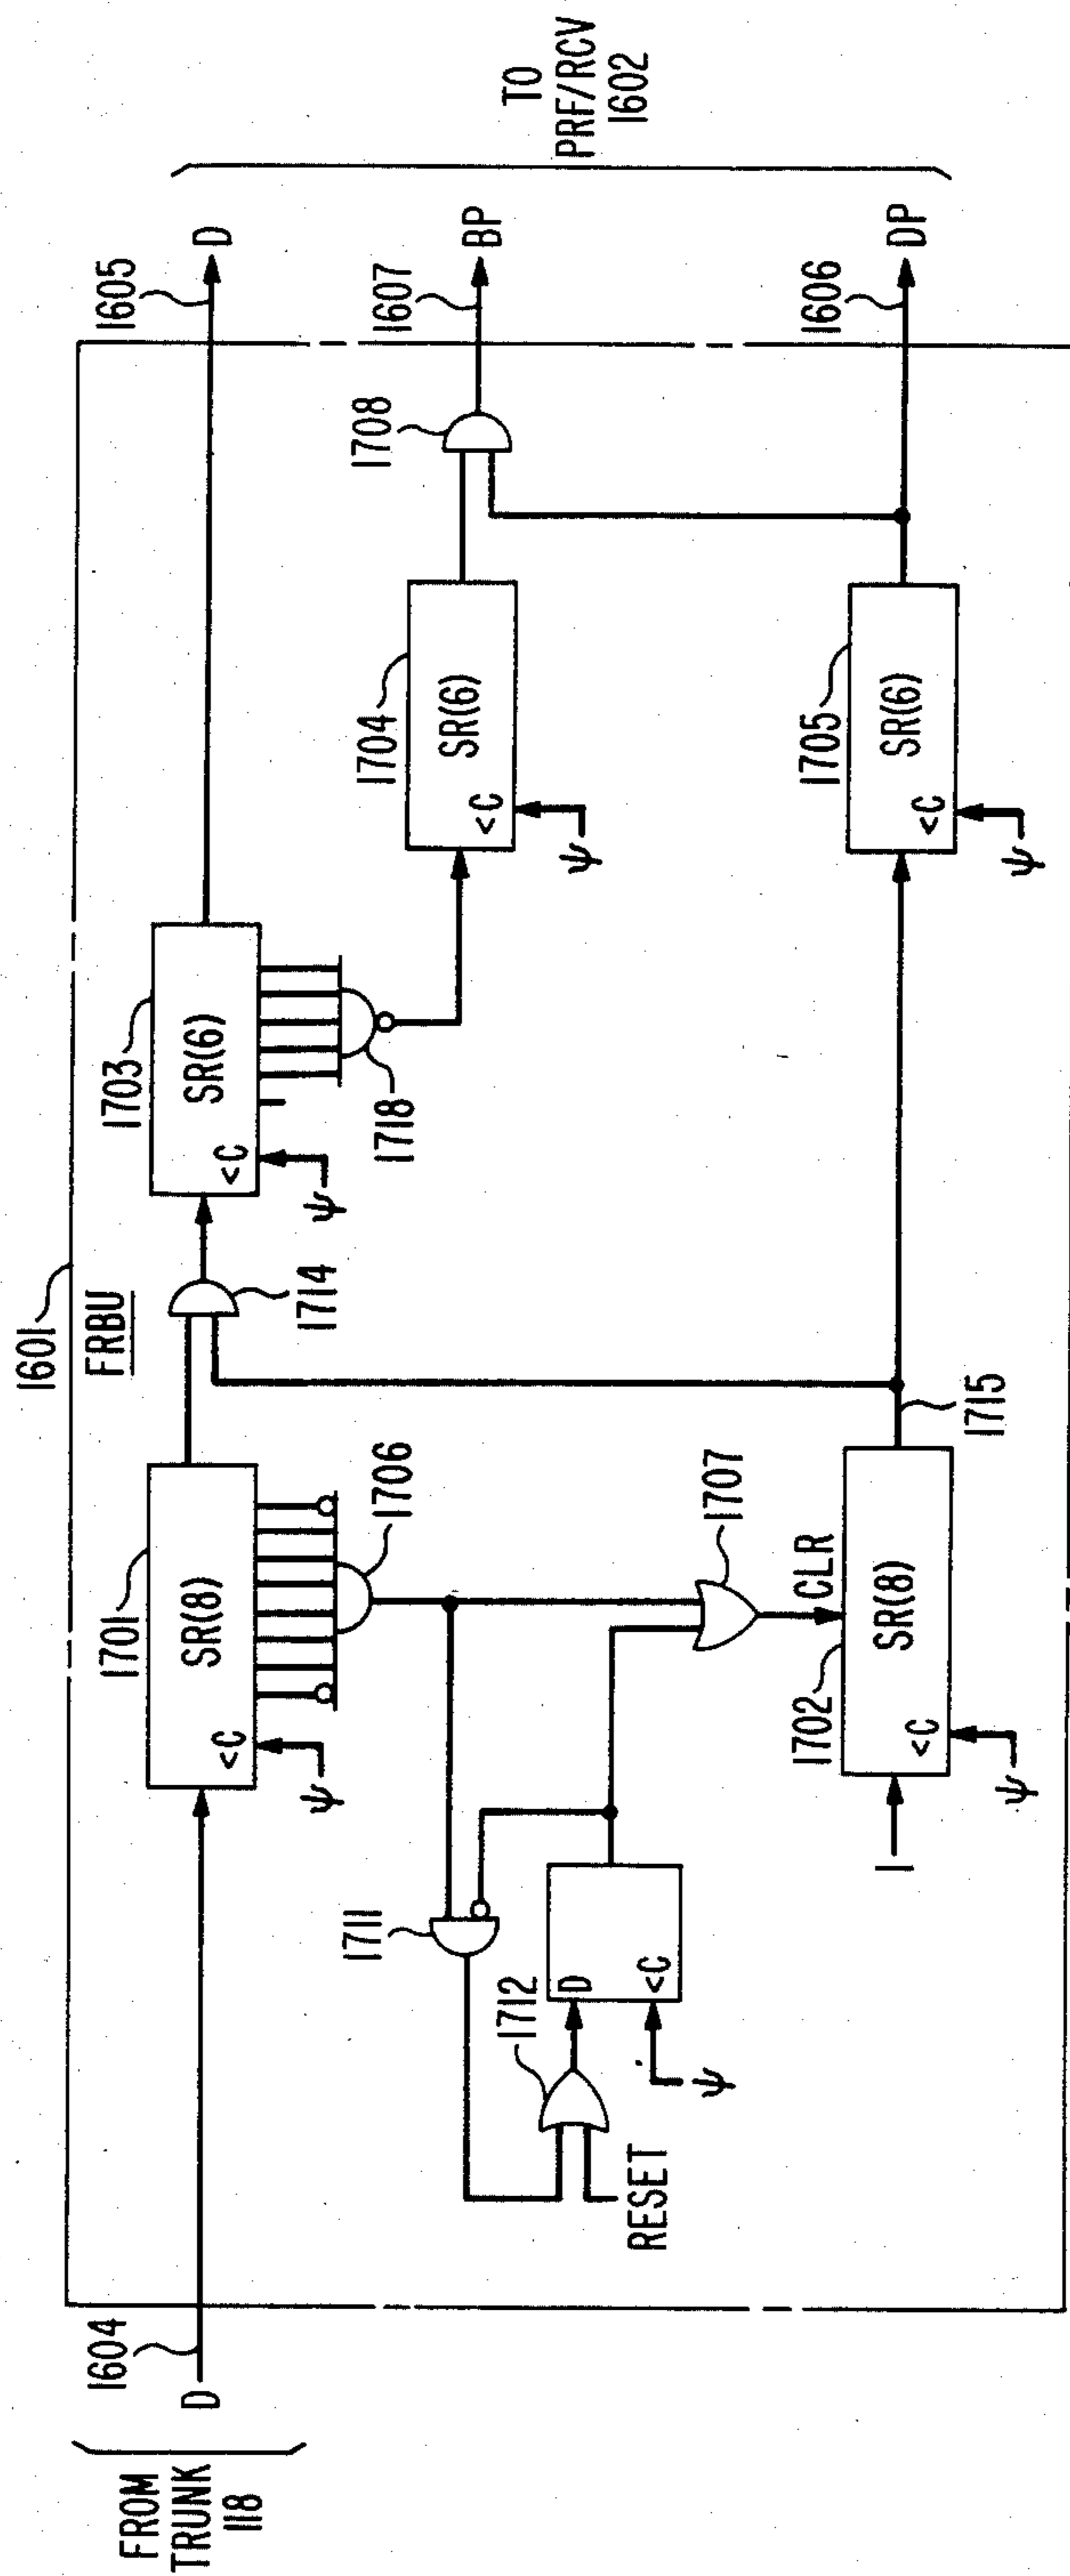 1601
FRBU
FROM
TRUNK
118
D
1604
1701
SR(8)
<C
ψ
1706
1714
1703
SR(6)
<C
ψ
1718
1605
D
TO
PRF/RCV
1602
1711
1712
RESET
D
<C
ψ
1707
CLR
1702
SR(8)
<C
ψ
1
1715
1704
SR(6)
<C
ψ
1708
1607
BP
1705
SR(6)
<C
ψ
1606
DP